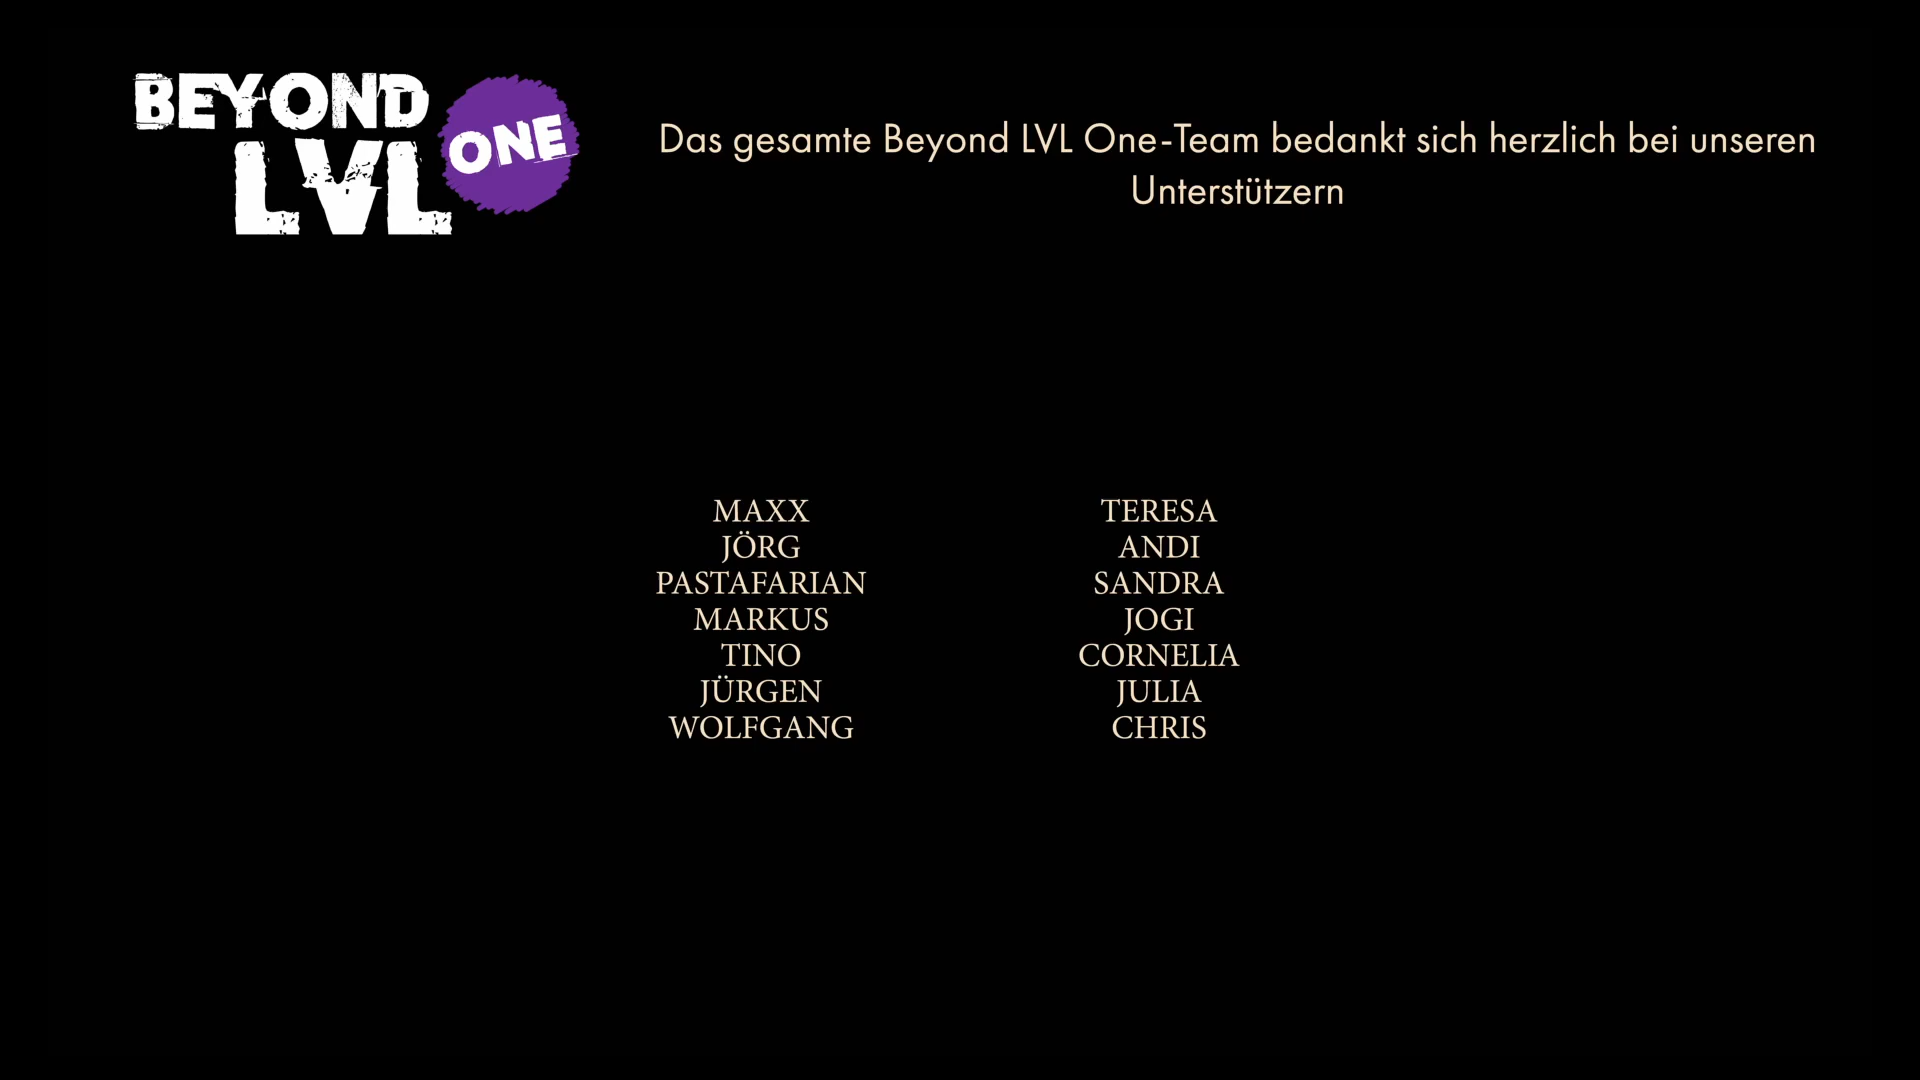 BEYOND
LVL
ONE
Das gesamte Beyond LVL One-Team bedankt sich herzlich bei unseren
Unterstützern
MAXX
JÖRG
PASTAFARIAN
MARKUS
TINO
JÜRGEN
WOLFGANG
TERESA
ANDI
SANDRA
JOGI
CORNELIA
JULIA
CHRIS